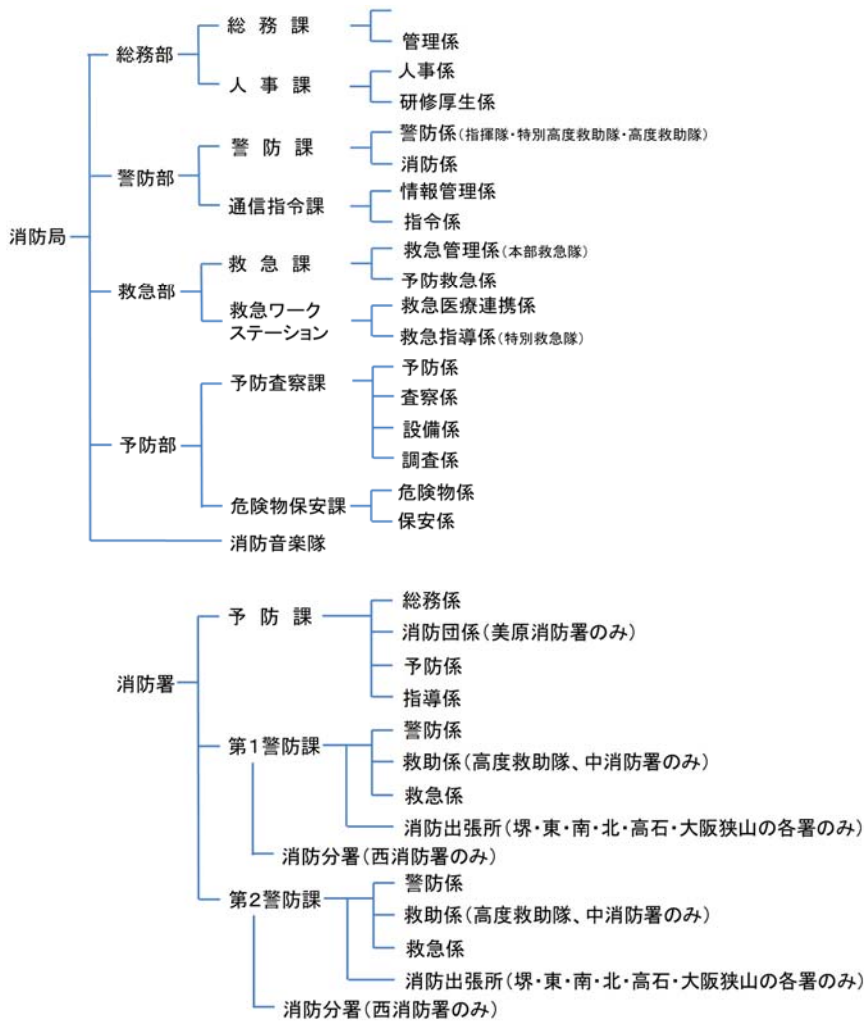 総務課
管理係
総務部
人事課
人事係
研修厚生係
警防課
警防係(指揮隊・特別高度救助隊・高度救助隊)
消防係
警防部
通信指令課
情報管理係
指令係
消防局
救急課
救急管理係(本部救急隊)
予防救急係
救急部
救急ワーク
ステーション
救急医療連携係
救急指導係(特別救急隊)
予防査察課
予防係
査察係
設備係
調査係
予防部
危険物保安課
危険物係
保安係
消防音楽隊
予防課
総務係
消防団係(美原消防署のみ)
予防係
指導係
消防署
第1警防課
警防係
救助係(高度救助隊、中消防署のみ)
救急係
消防出張所(堺・東・南・北・高石・大阪狭山の各署のみ)
消防分署(西消防署のみ)
第2警防課
警防係
救助係(高度救助隊、中消防署のみ)
救急係
消防出張所(堺・東・南・北・高石・大阪狭山の各署のみ)
消防分署(西消防署のみ)